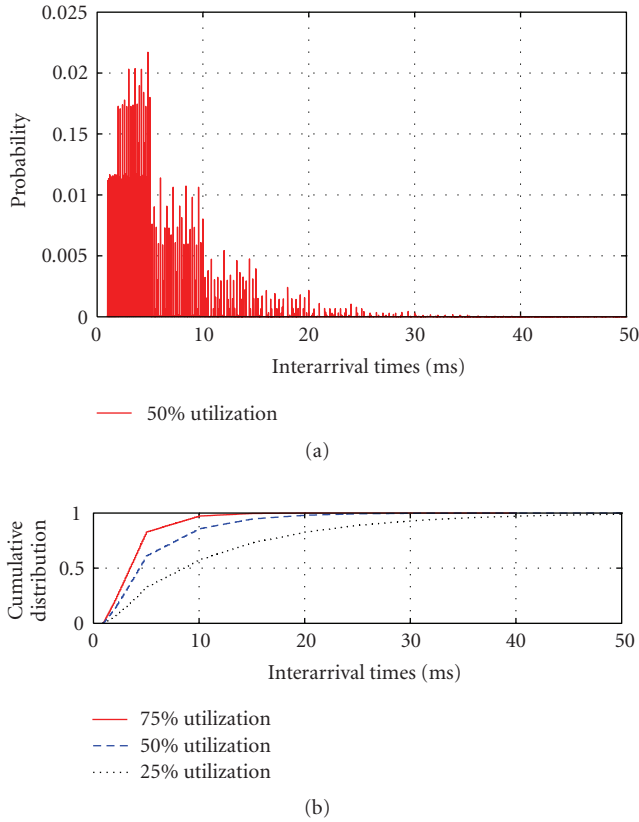 0.025
0.02
0.015
0.01
0.005
0
Probability
0 10 20 30 40 50
Interarrival times (ms)
50% utilization
(a)
1
0.5
0
Cumulative
distribution
0 10 20 30 40 50
Interarrival times (ms)
75% utilization
50% utilization
25% utilization
(b)